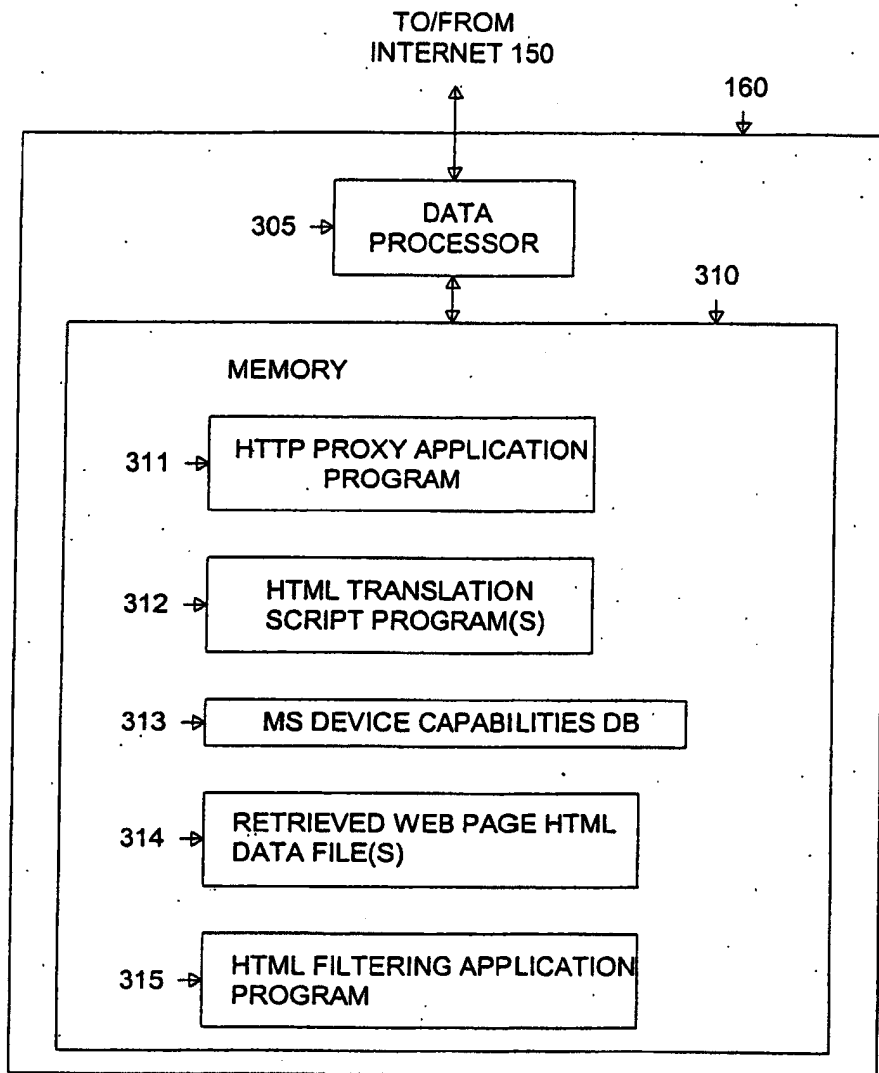 TO/FROM
INTERNET 150
160
305
DATA
PROCESSOR
310
MEMORY
311
HTTP PROXY APPLICATION
PROGRAM
312
HTML TRANSLATION
SCRIPT PROGRAM(S)
313
MS DEVICE CAPABILITIES DB
314
RETRIEVED WEB PAGE HTML
DATA FILE(S)
315
HTML FILTERING APPLICATION
PROGRAM